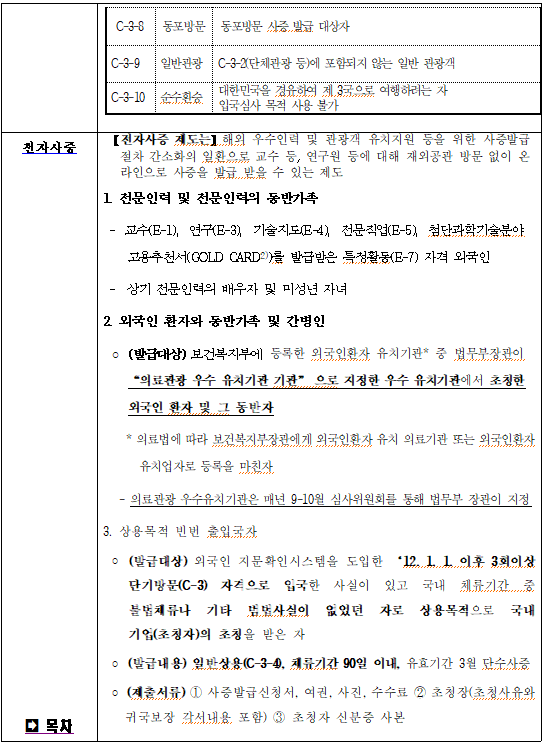 C-3-8 동포방문 동포방문 사증 발급 대상자
C-3-9 일반관광 C-3-2(단체관광 등)에 포함되지 않는 일반 관광객
C-3-10 순수환승 대한민국을 경유하여 제 3국으로 여행하려는 자
입국심사 목적 사용 불가
전자사증
【전자사증 제도는】해외 우수인력 및 관광객 유치지원 등을 위한 사증발급
절차 간소화의 일환으로 교수 등, 연구원 등에 대해 재외공관 방문 없이 온
라인으로 사증을 발급 받을 수 있는 제도
1. 전문인력 및 전문인력의 동반가족
- 교수(E-1), 연구(E-3), 기술지도(E-4), 전문직업(E-5), 첨단과학기술분야
고용추천서(GOLD CARD2))를 발급받은 특정활동(E-7) 자격 외국인
- 상기 전문인력의 배우자 및 미성년 자녀
2. 외국인 환자와 동반가족 및 간병인
○ (발급대상) 보건복지부에 등록한 외국인환자 유치기관* 중 법무부장관이
“의료관광 우수 유치기관 기관” 으로 지정한 우수 유치기관에서 초청한
외국인 환자 및 그 동반자
* 의료법에 따라 보건복지부장관에게 외국인환자 유치 의료기관 또는 외국인환자
유치업자로 등록을 마친자
- 의료관광 우수유치기관은 매년 9-10월 심사위원회를 통해 법무부 장관이 지정
3. 상용목적 빈번 출입국자
○ (발급대상) 외국인 지문확인시스템을 도입한 ‘12. 1. 1. 이후 3회이상
단기방문(C-3) 자격으로 입국한 사실이 있고 국내 체류기간 중
불법체류나 기타 범법사실이 없었던 자로 상용목적으로 국내
기업(초청자)의 초청을 받은 자
○ (발급내용) 일반상용(C-3-4), 체류기간 90일 이내, 유효기간 3월 단수사증
○ (제출서류) ① 사증발급신청서, 여권, 사진, 수수료 ② 초청장(초청사유와
귀국보장 각서내용 포함) ③ 초청자 신분증 사본
목차